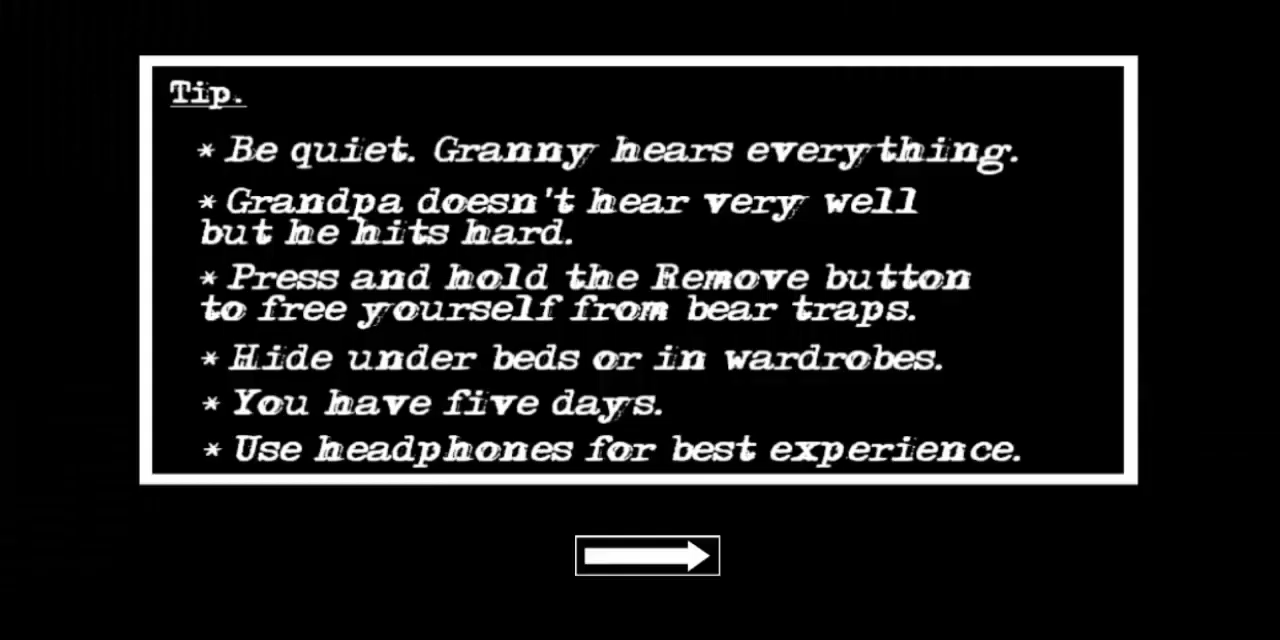 Tip.
* Be quiet. Granny hears everything.
* Grandpa doesn't hear very well
but he hits hard.
* Press and hold the Remove button
to free yourself from bear traps.
* Hide under beds or in wardrobes.
* You have five days.
* Use headphones for best experience.